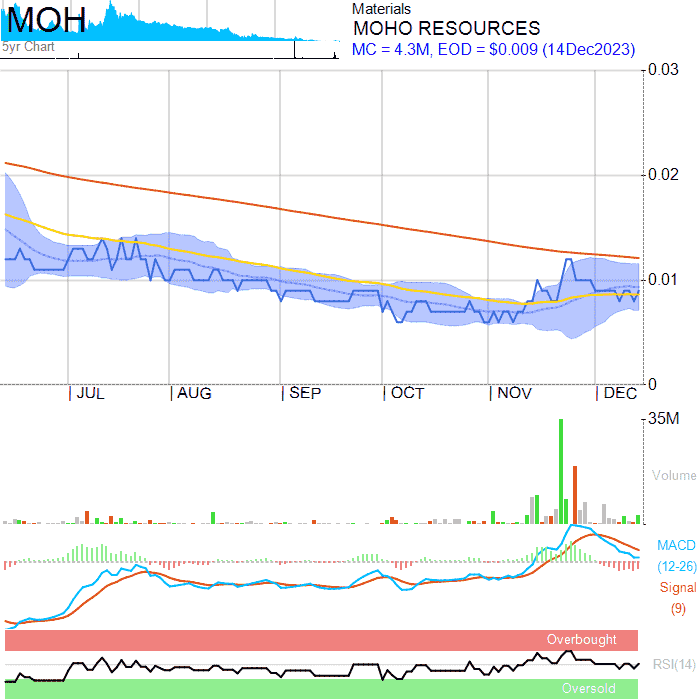 MOH
5yr Chart
Materials
MOHO RESOURCES
MC = 4.3M, EOD = $0.009 (14Dec2023)
0.03
0.02
0.01
0
JUL AUG SEP OCT NOV DEC
35M
Volume
MACD
(12-26)
Signal
(9)
Overbought
RSI(14)
Oversold